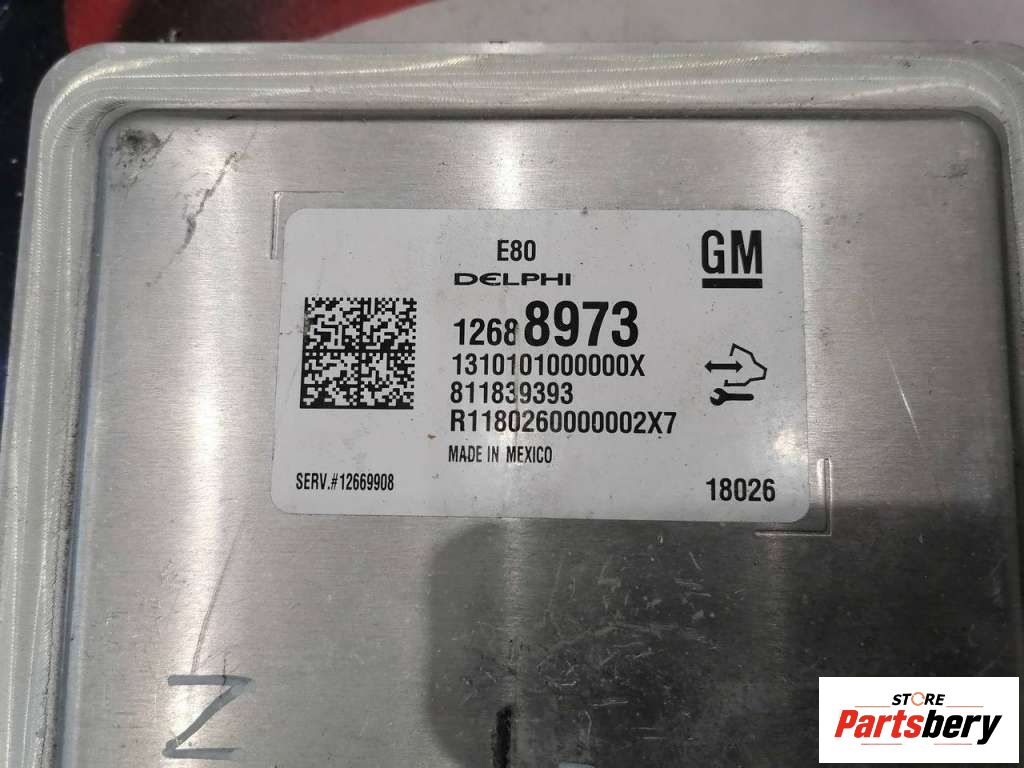 E80
DELPHI
GM
12688973
1310101000000X
811839393
R1180260000002X7
MADE IN MEXICO
SERV.#12669908
18026
N
STORE
Partsbery